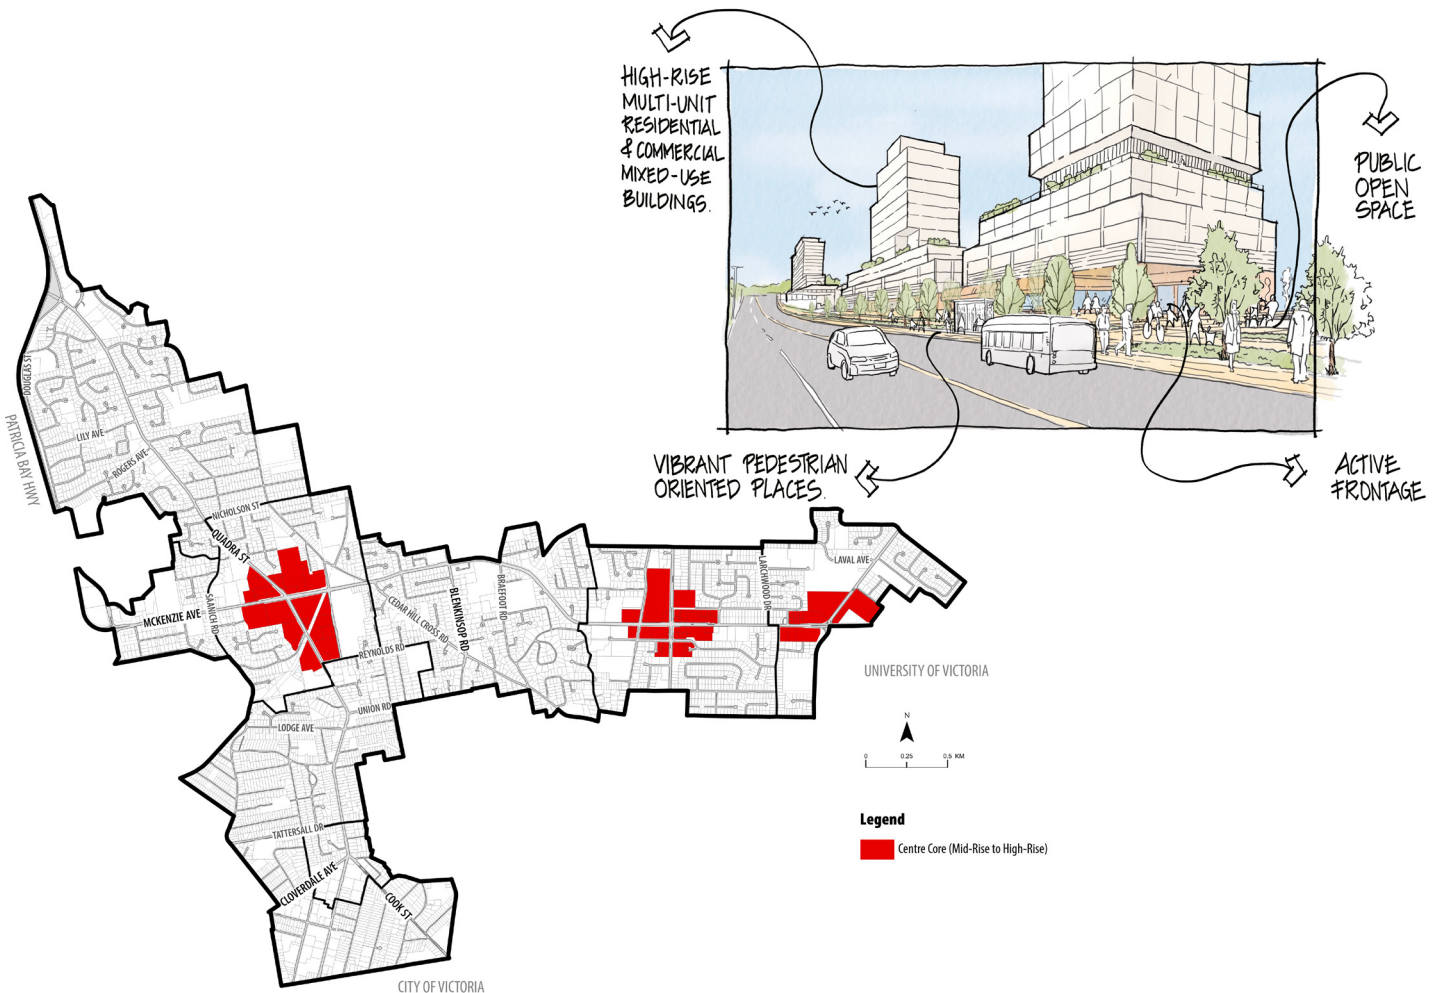 HIGH-RISE
MULTI-UNIT
RESIDENTIAL
& COMMERCIAL
MIXED-USE
BUILDINGS.
PUBLIC
OPEN
SPACE
VIBRANT PEDESTRIAN
ORIENTED PLACES.
ACTIVE
FRONTAGE
DOUGLAS ST
PATRICIA BAY HWY
LILY AVE
ROGERS AVE
NICHOLSON ST
QUADRA ST
MCKENZIE AVE
SAANICH RD
CEDAR HILL CROSS RD
BLENKINSOP RD
BRAEFOOT RD
REYNOLDS RD
LARCHWOOD DR
LAVAL AVE
UNION RD
LODGE AVE
TATTERSALL DR
CLOVERDALE AVE
COOK ST
UNIVERSITY OF VICTORIA
CITY OF VICTORIA
N
0 0.25 0.5 KM
Legend
Centre Core (Mid-Rise to High-Rise)